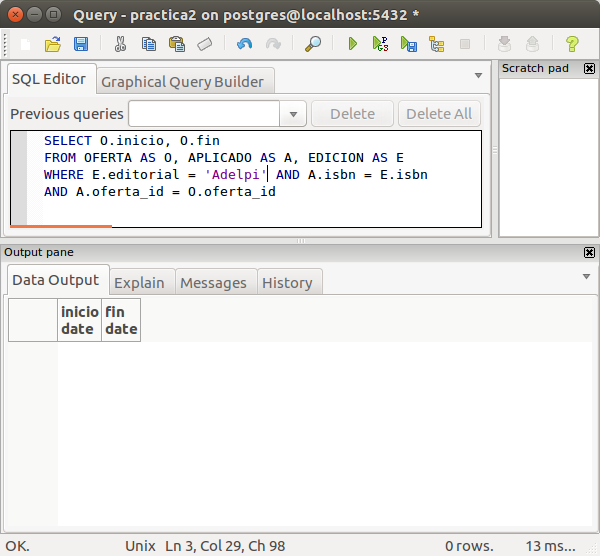 Query - practica2 on postgres@localhost:5432 *
SQL Editor
Graphical Query Builder
Scratch pad
Previous queries
Delete
Delete All
SELECT O.inicio, O.fin
FROM OFERTA AS O, APLICADO AS A, EDICION AS E
WHERE E.editorial = 'Adelpi' AND A.isbn = E.isbn
AND A.oferta_id = O.oferta_id
Output pane
Data Output
Explain
Messages
History
inicio
date
fin
date
OK.
Unix
Ln 3, Col 29, Ch 98
0 rows.
13 ms...